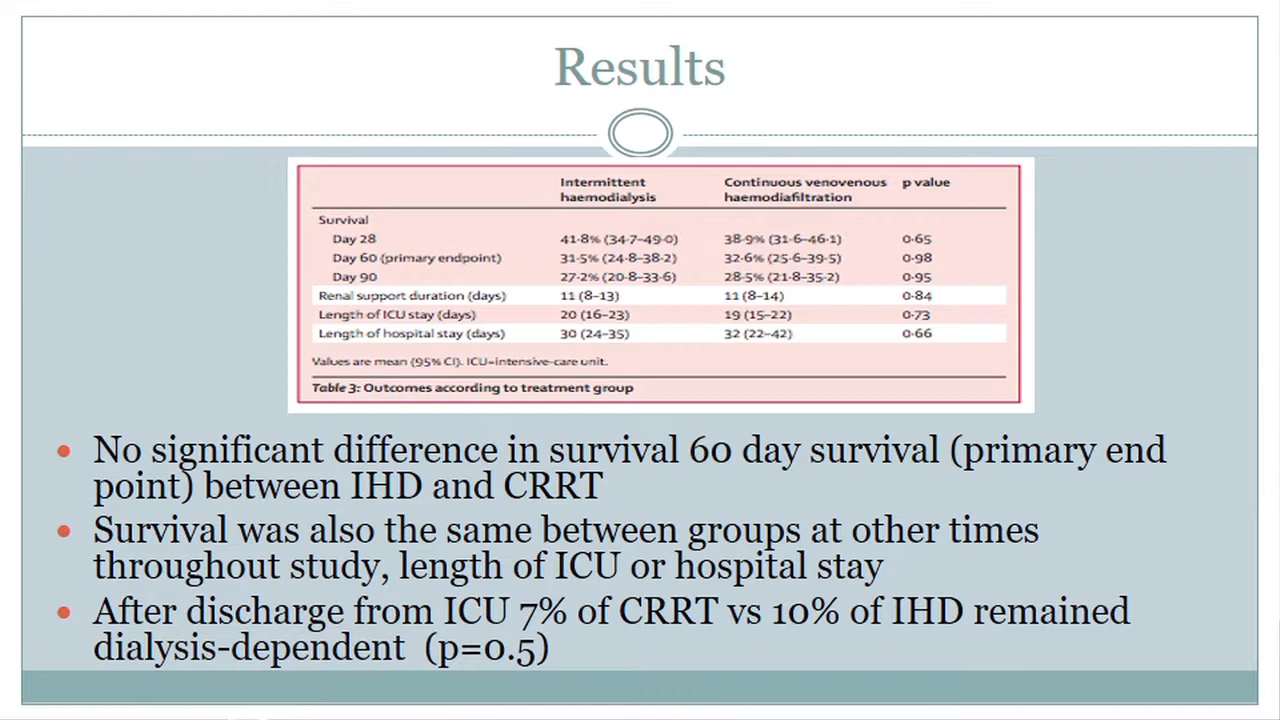 Results
Intermittent haemodialysis Continuous venovenous haemodiafiltration p value
Survival
Day 28 41·8% (34·7–49·0) 38·9% (31·6–46·1) 0·65
Day 60 (primary endpoint) 31·5% (24·8–38·2) 32·6% (25·6–39·5) 0·98
Day 90 27·2% (20·8–33·6) 28·5% (21·8–35·2) 0·95
Renal support duration (days) 11 (8–13) 11 (8–14) 0·84
Length of ICU stay (days) 20 (16–23) 19 (15–22) 0·73
Length of hospital stay (days) 30 (24–35) 32 (22–42) 0·66
Values are mean (95% CI). ICU=intensive-care unit.
Table 3: Outcomes according to treatment group
• No significant difference in survival 60 day survival (primary end
point) between IHD and CRRT
• Survival was also the same between groups at other times
throughout study, length of ICU or hospital stay
• After discharge from ICU 7% of CRRT vs 10% of IHD remained
dialysis-dependent (p=0.5)